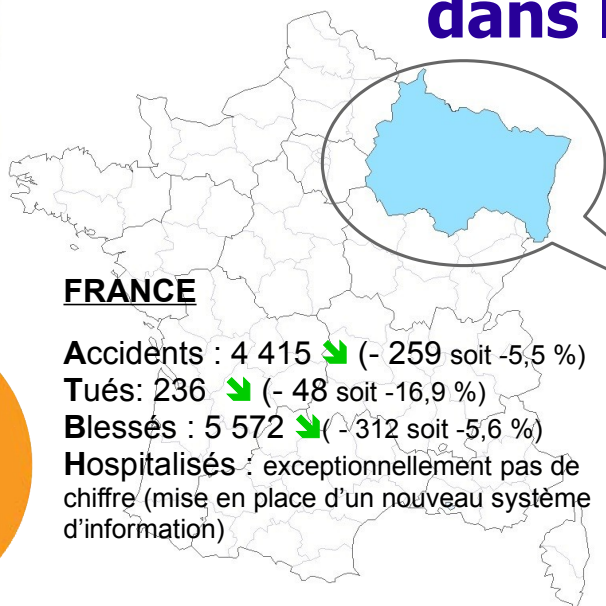 dans
FRANCE
Accidents : 4 415 (- 259 soit -5,5 %)
Tués: 236 (- 48 soit -16,9 %)
Blessés : 5 572 ( - 312 soit -5,6 %)
Hospitalisés : exceptionnellement pas de
chiffre (mise en place d’un nouveau système
d’information)